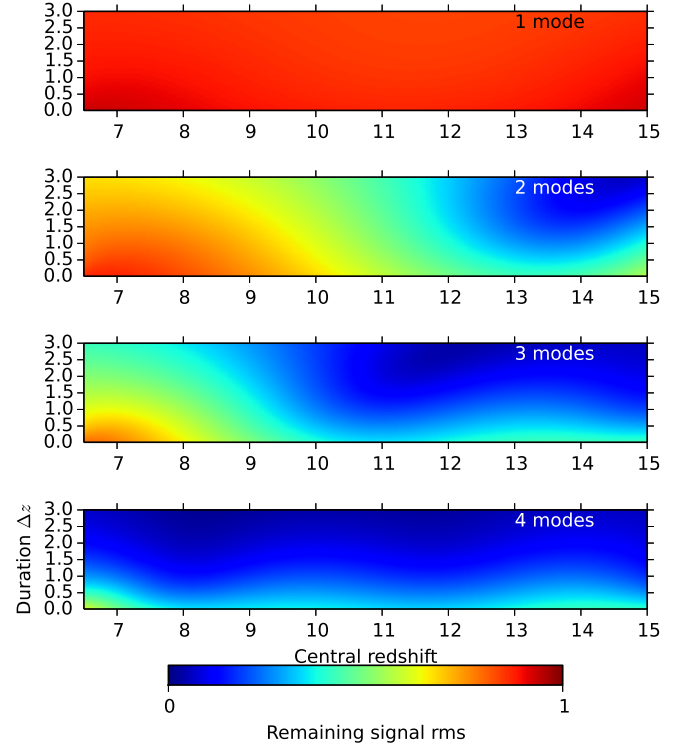 3.0
2.5
2.0
1.5
1.0
0.5
0.0
1 mode
7 8 9 10 11 12 13 14 15
3.0
2.5
2.0
1.5
1.0
0.5
0.0
2 modes
7 8 9 10 11 12 13 14 15
3.0
2.5
2.0
1.5
1.0
0.5
0.0
3 modes
7 8 9 10 11 12 13 14 15
Duration Δz
3.0
2.5
2.0
1.5
1.0
0.5
0.0
4 modes
7 8 9 10 11 12 13 14 15
Central redshift
0 1
Remaining signal rms